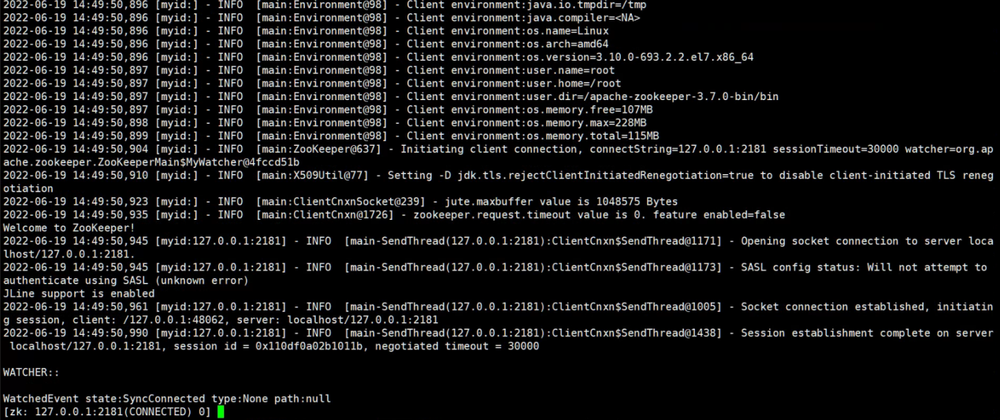 2022-06-19 14:49:50,896 [myid:] - INFO  [main:Environment@98] - Client environment:java.io.tmpdir=/tmp
2022-06-19 14:49:50,896 [myid:] - INFO  [main:Environment@98] - Client environment:java.compiler=<NA>
2022-06-19 14:49:50,896 [myid:] - INFO  [main:Environment@98] - Client environment:os.name=Linux
2022-06-19 14:49:50,896 [myid:] - INFO  [main:Environment@98] - Client environment:os.arch=amd64
2022-06-19 14:49:50,896 [myid:] - INFO  [main:Environment@98] - Client environment:os.version=3.10.0-693.2.2.el7.x86_64
2022-06-19 14:49:50,897 [myid:] - INFO  [main:Environment@98] - Client environment:user.name=root
2022-06-19 14:49:50,897 [myid:] - INFO  [main:Environment@98] - Client environment:user.home=/root
2022-06-19 14:49:50,897 [myid:] - INFO  [main:Environment@98] - Client environment:user.dir=/apache-zookeeper-3.7.0-bin/bin
2022-06-19 14:49:50,897 [myid:] - INFO  [main:Environment@98] - Client environment:os.memory.free=107MB
2022-06-19 14:49:50,898 [myid:] - INFO  [main:Environment@98] - Client environment:os.memory.max=228MB
2022-06-19 14:49:50,899 [myid:] - INFO  [main:Environment@98] - Client environment:os.memory.total=115MB
2022-06-19 14:49:50,904 [myid:] - INFO  [main:ZooKeeper@637] - Initiating client connection, connectString=127.0.0.1:2181 sessionTimeout=30000 watcher=org.ap
ache.zookeeper.ZooKeeperMain$MyWatcher@4fccd51b
2022-06-19 14:49:50,910 [myid:] - INFO  [main:X509Util@77] - Setting -D jdk.tls.rejectClientInitiatedRenegotiation=true to disable client-initiated TLS reneg
otiation
2022-06-19 14:49:50,923 [myid:] - INFO  [main:ClientCnxnSocket@239] - jute.maxbuffer value is 1048575 Bytes
2022-06-19 14:49:50,935 [myid:] - INFO  [main:ClientCnxn@1726] - zookeeper.request.timeout value is 0. feature enabled=false
Welcome to ZooKeeper!
2022-06-19 14:49:50,945 [myid:127.0.0.1:2181] - INFO  [main-SendThread(127.0.0.1:2181):ClientCnxn$SendThread@1171] - Opening socket connection to server loca
lhost/127.0.0.1:2181.
2022-06-19 14:49:50,945 [myid:127.0.0.1:2181] - INFO  [main-SendThread(127.0.0.1:2181):ClientCnxn$SendThread@1173] - SASL config status: Will not attempt to 
authenticate using SASL (unknown error)
JLine support is enabled
2022-06-19 14:49:50,961 [myid:127.0.0.1:2181] - INFO  [main-SendThread(127.0.0.1:2181):ClientCnxn$SendThread@1005] - Socket connection established, initiatin
g session, client: /127.0.0.1:48062, server: localhost/127.0.0.1:2181
2022-06-19 14:49:50,990 [myid:127.0.0.1:2181] - INFO  [main-SendThread(127.0.0.1:2181):ClientCnxn$SendThread@1438] - Session establishment complete on server
 localhost/127.0.0.1:2181, session id = 0x110df0a02b1011b, negotiated timeout = 30000
WATCHER::
WatchedEvent state:SyncConnected type:None path:null
[zk: 127.0.0.1:2181(CONNECTED) 0]